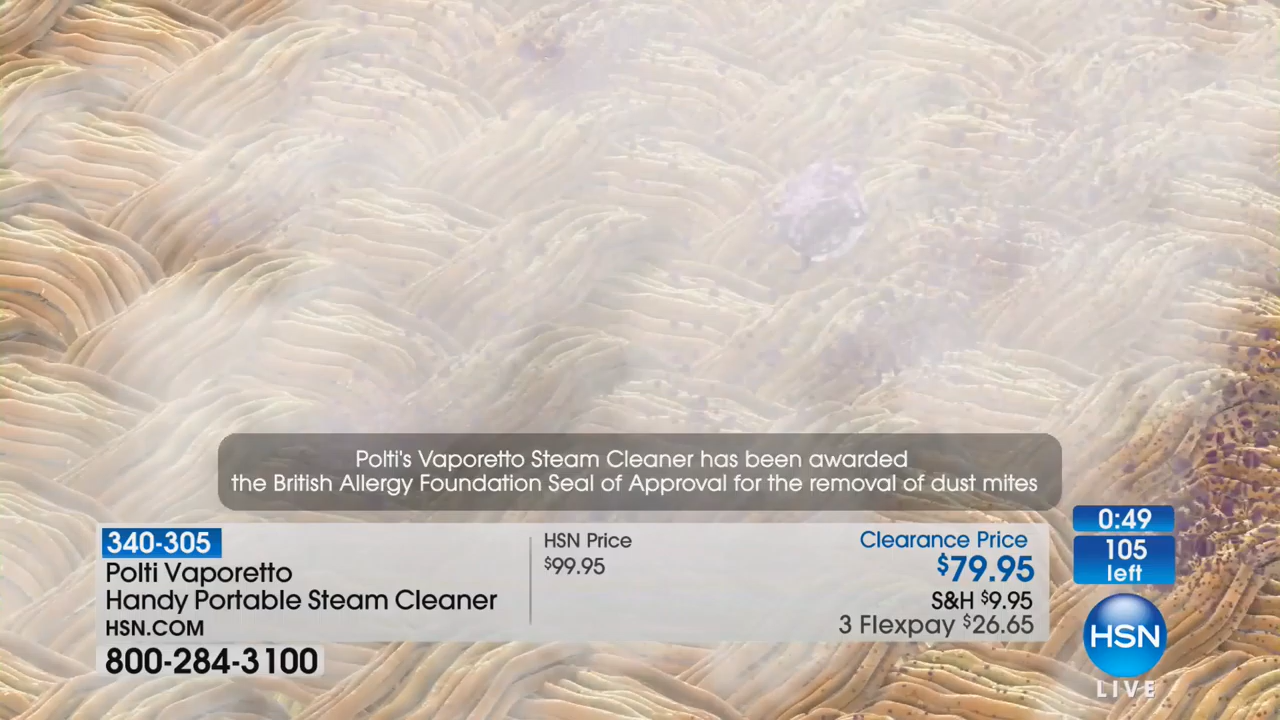 Polti's Vaporetto Steam Cleaner has been awarded
the British Allergy Foundation Seal of Approval for the removal of dust mites
340-305
Polti Vaporetto
Handy Portable Steam Cleaner
HSN.COM
800-284-3100
HSN Price
$99.95
Clearance Price
$79.95
S&H $9.95
3 Flexpay $26.65
0:49
105
left
HSN
LIVE